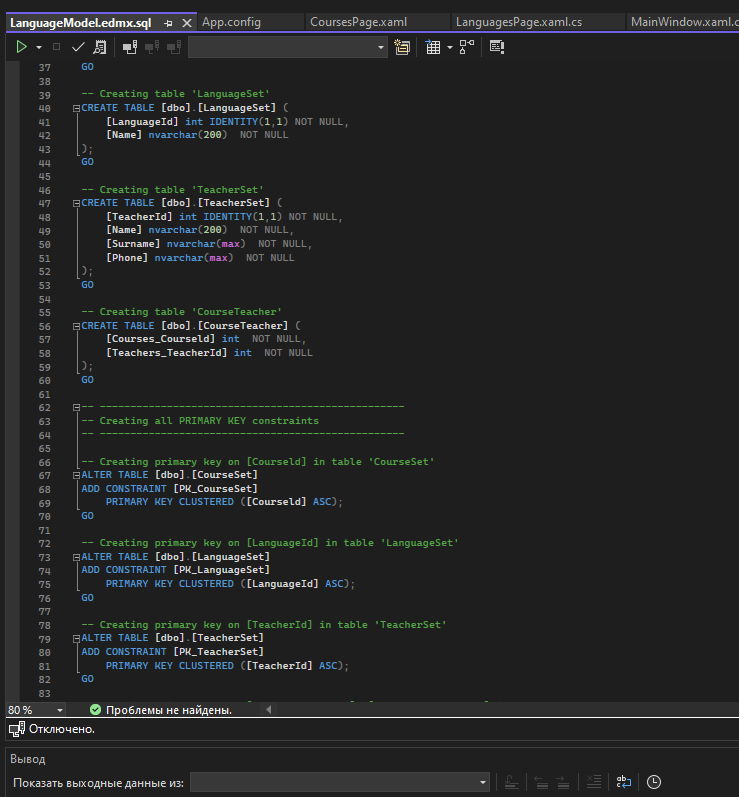 LanguageModel.edmx.sql App.config CoursesPage.xaml LanguagesPage.xaml.cs MainWindow.xaml.c
37 GO
38
39 -- Creating table 'LanguageSet'
40 CREATE TABLE [dbo].[LanguageSet] (
41 [LanguageId] int IDENTITY(1,1) NOT NULL,
42 [Name] nvarchar(200)  NOT NULL
43 );
44 GO
45
46 -- Creating table 'TeacherSet'
47 CREATE TABLE [dbo].[TeacherSet] (
48 [TeacherId] int IDENTITY(1,1) NOT NULL,
49 [Name] nvarchar(200)  NOT NULL,
50 [Surname] nvarchar(max)  NOT NULL,
51 [Phone] nvarchar(max)  NOT NULL
52 );
53 GO
54
55 -- Creating table 'CourseTeacher'
56 CREATE TABLE [dbo].[CourseTeacher] (
57 [Courses_Courseld] int  NOT NULL,
58 [Teachers_TeacherId] int  NOT NULL
59 );
60 GO
61
62 -- --------------------------------------------------
63 -- Creating all PRIMARY KEY constraints
64 -- --------------------------------------------------
65
66 -- Creating primary key on [Courseld] in table 'CourseSet'
67 ALTER TABLE [dbo].[CourseSet]
68 ADD CONSTRAINT [PK_CourseSet]
69 PRIMARY KEY CLUSTERED ([Courseld] ASC);
70 GO
71
72 -- Creating primary key on [LanguageId] in table 'LanguageSet'
73 ALTER TABLE [dbo].[LanguageSet]
74 ADD CONSTRAINT [PK_LanguageSet]
75 PRIMARY KEY CLUSTERED ([LanguageId] ASC);
76 GO
77
78 -- Creating primary key on [TeacherId] in table 'TeacherSet'
79 ALTER TABLE [dbo].[TeacherSet]
80 ADD CONSTRAINT [PK_TeacherSet]
81 PRIMARY KEY CLUSTERED ([TeacherId] ASC);
82 GO
83
80 % Проблемы не найдены.
Отключено.
Вывод
Показать выходные данные из: